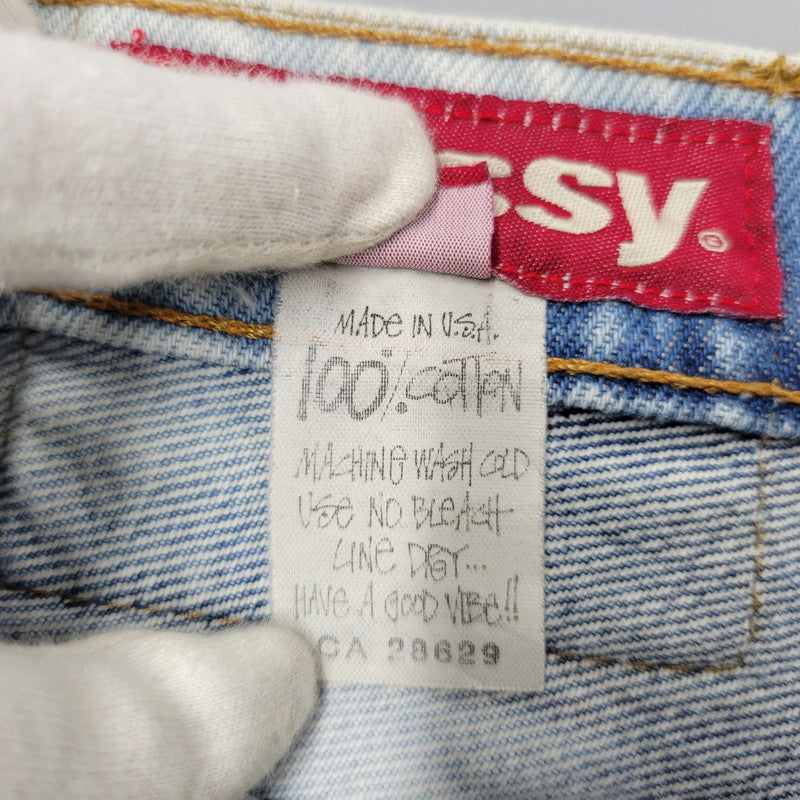 ssy®
MADE IN U.S.A.
100% COTTON
MACHINE WASH COLD
USE NO BLEACH
LINE DRY...
HAVE A GOOD VIBE!!
CA 28629